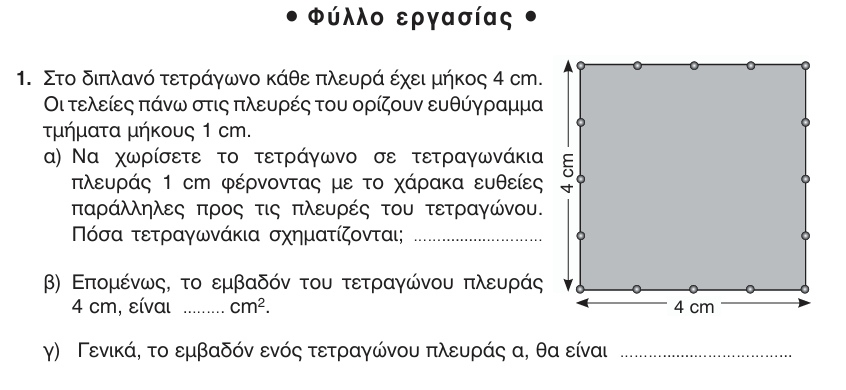 • Φύλλο εργασίας •
1. Στο διπλανό τετράγωνο κάθε πλευρά έχει μήκος 4 cm.
Οι τελείες πάνω στις πλευρές του ορίζουν ευθύγραμμα
τμήματα μήκους 1 cm.
α) Να χωρίσετε το τετράγωνο σε τετραγωνάκια
πλευράς 1 cm φέρνοντας με το χάρακα ευθείες
παράλληλες προς τις πλευρές του τετραγώνου.
Πόσα τετραγωνάκια σχηματίζονται; ............................
β) Επομένως, το εμβαδόν του τετραγώνου πλευράς
4 cm, είναι ......... cm².
γ) Γενικά, το εμβαδόν ενός τετραγώνου πλευράς α, θα είναι .....................................
4 cm
4 cm